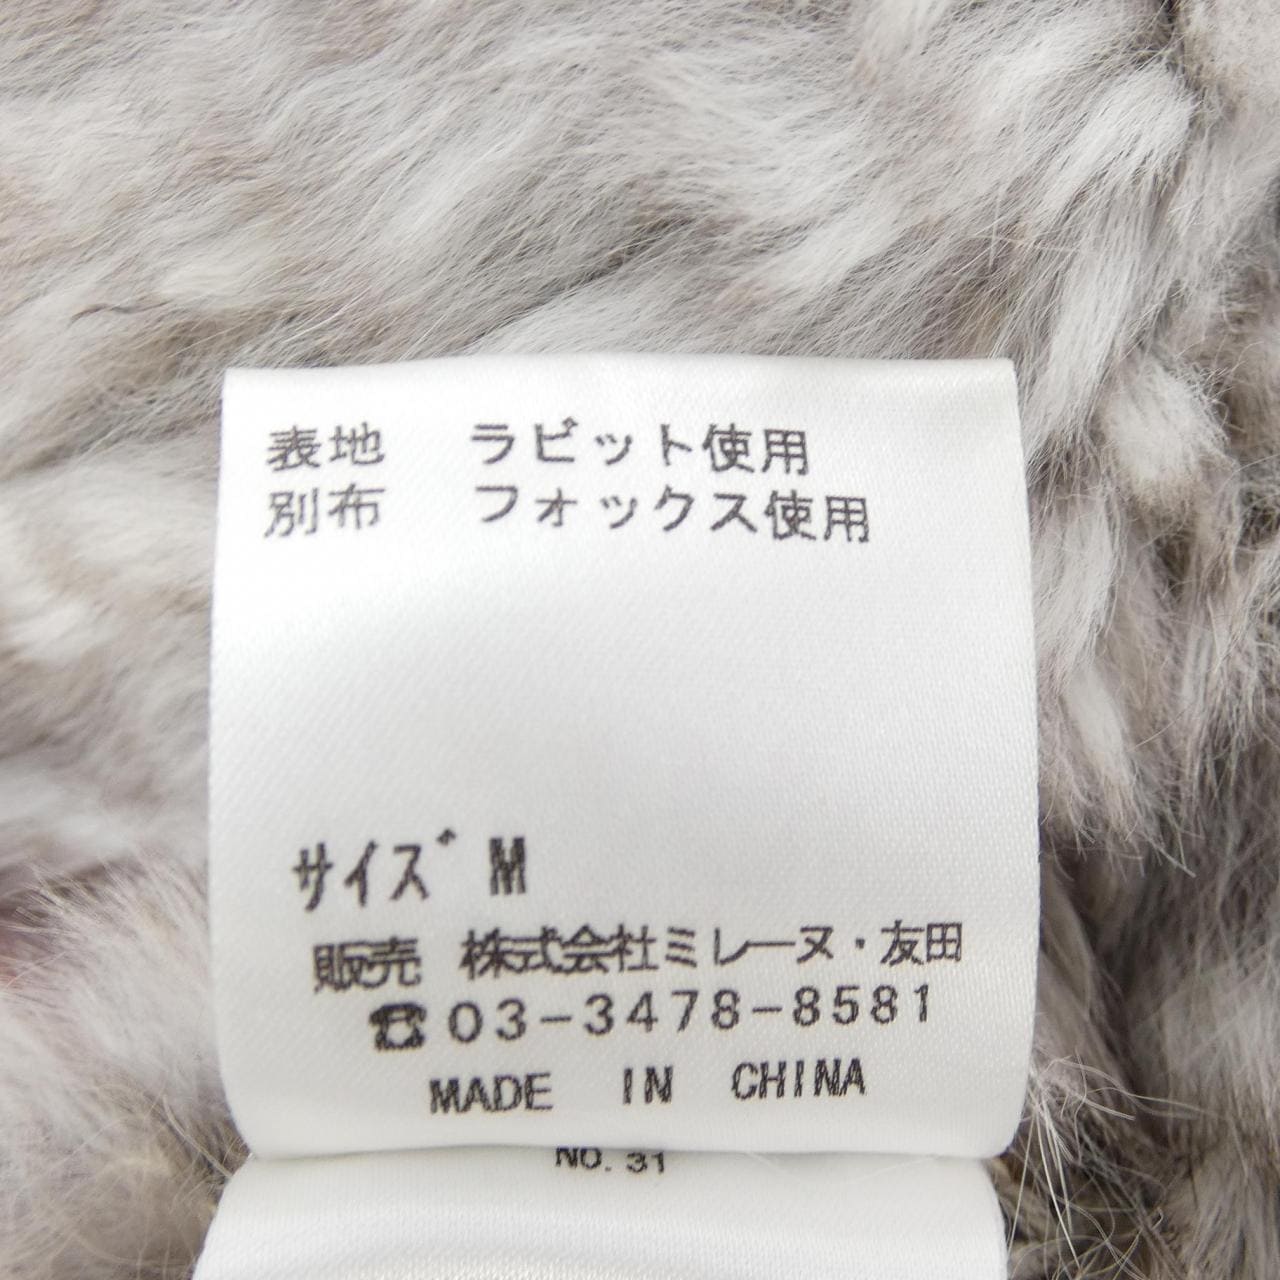 表地 ラビット使用
別布 フォックス使用
サイズ M
販売 株式会社ミレーヌ・友田
☎03-3478-8581
MADE IN CHINA
NO. 31